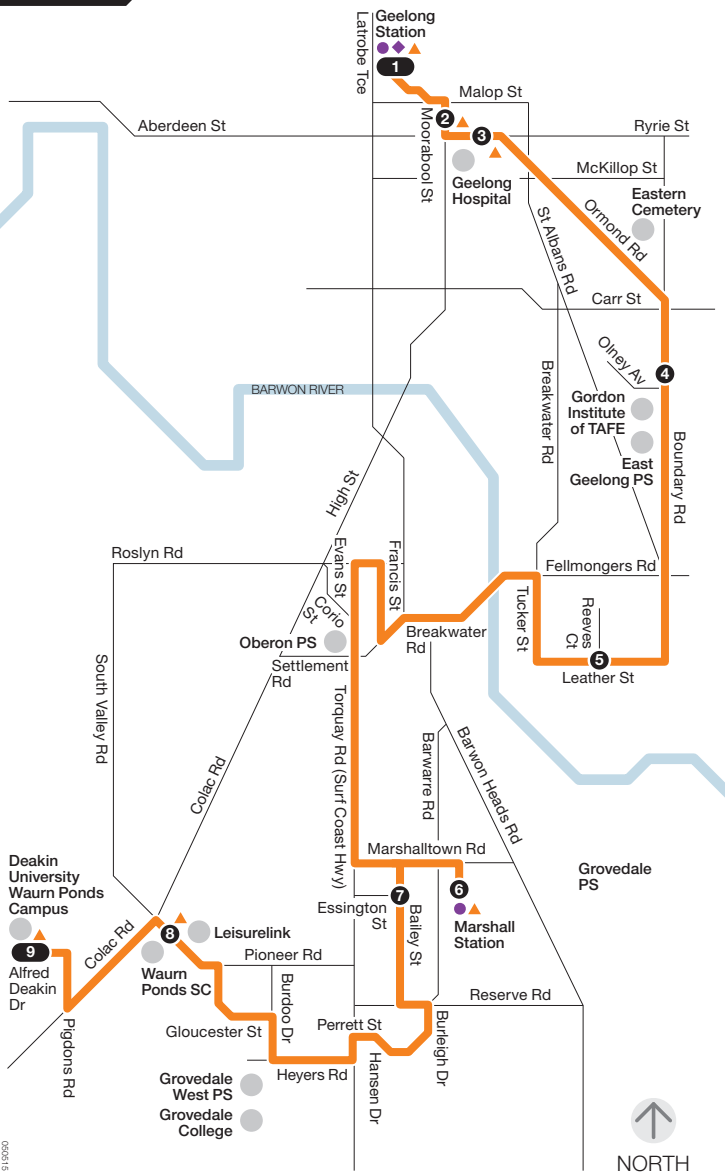 Latrobe Tce
Geelong
Station
1
Malop St
2
3
Aberdeen St
Ryrie St
Moorabool St
McKillop St
Geelong
Hospital
Eastern
Cemetery
Ormond Rd
St Albans Rd
Carr St
Olney Av
4
BARWON RIVER
Breakwater Rd
Gordon
Institute
of TAFE
East
Geelong PS
Boundary Rd
High St
Roslyn Rd
Evans St
Francis St
Fellmongers Rd
Corio
St
Tucker St
Reeves
Ct
Oberon PS
Breakwater
Rd
5
Settlement
Rd
Leather St
South Valley Rd
Torquay Rd (Surf Coast Hwy)
Barwarre Rd
Barwon Heads Rd
Colac Rd
Marshalltown Rd
Deakin
University
Waurn Ponds
Campus
Grovedale
PS
6
7
Essington
St
Bailey St
Marshall
Station
Colac Rd
8
Leisurelink
9
Waurn
Ponds SC
Pioneer Rd
Alfred
Deakin
Dr
Burdoo Dr
Reserve Rd
Pigdons Rd
Gloucester St
Perrett St
Burleigh Dr
Hansen Dr
Heyers Rd
Grovedale
West PS
Grovedale
College
050515
NORTH